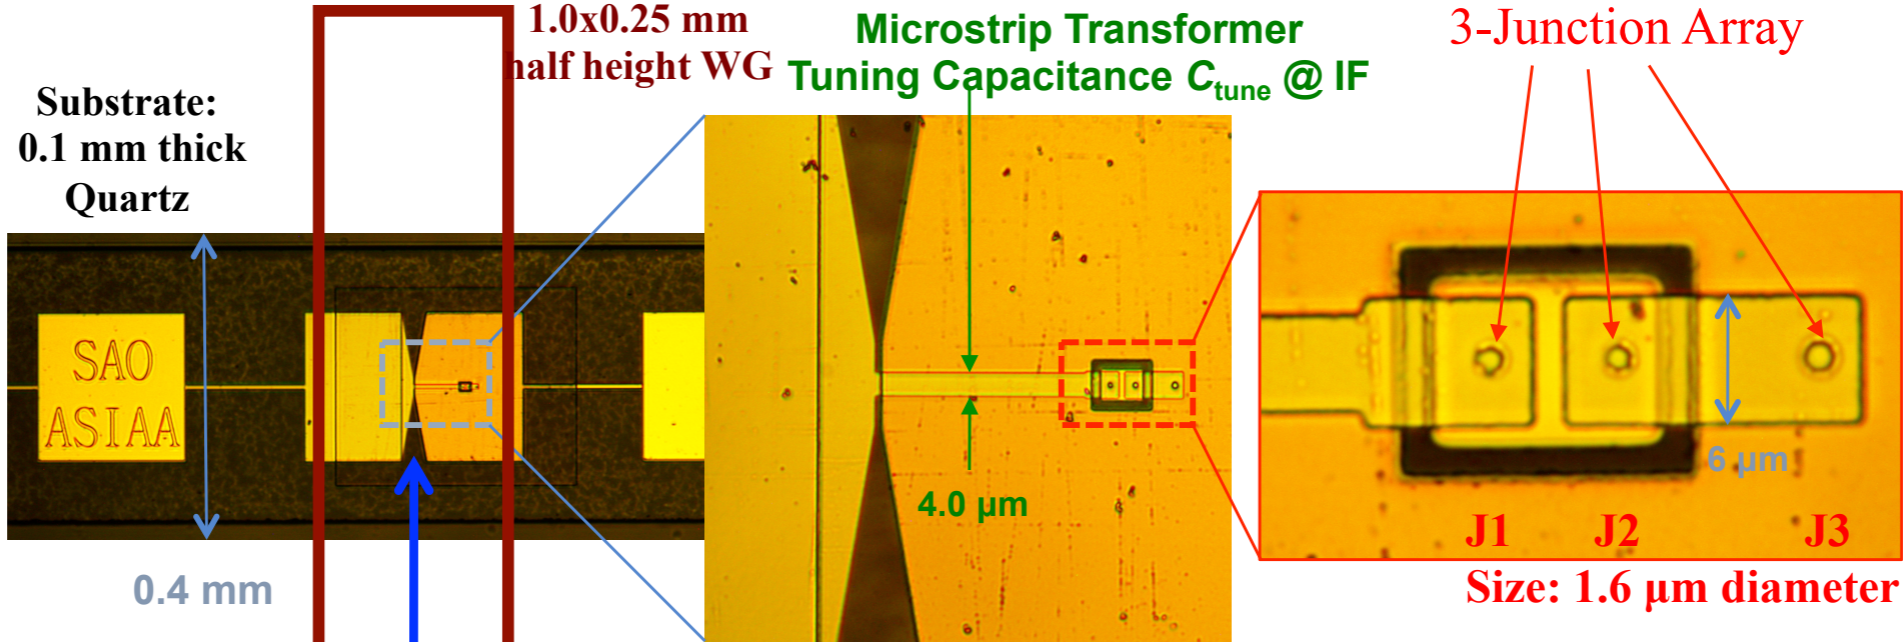 1.0x0.25 mm
half height WG
Microstrip Transformer
Tuning Capacitance Ctune @ IF
3-Junction Array
Substrate:
0.1 mm thick
Quartz
SAO
ASIAA
0.4 mm
4.0 µm
6 µm
J1 J2 J3
Size: 1.6 µm diameter